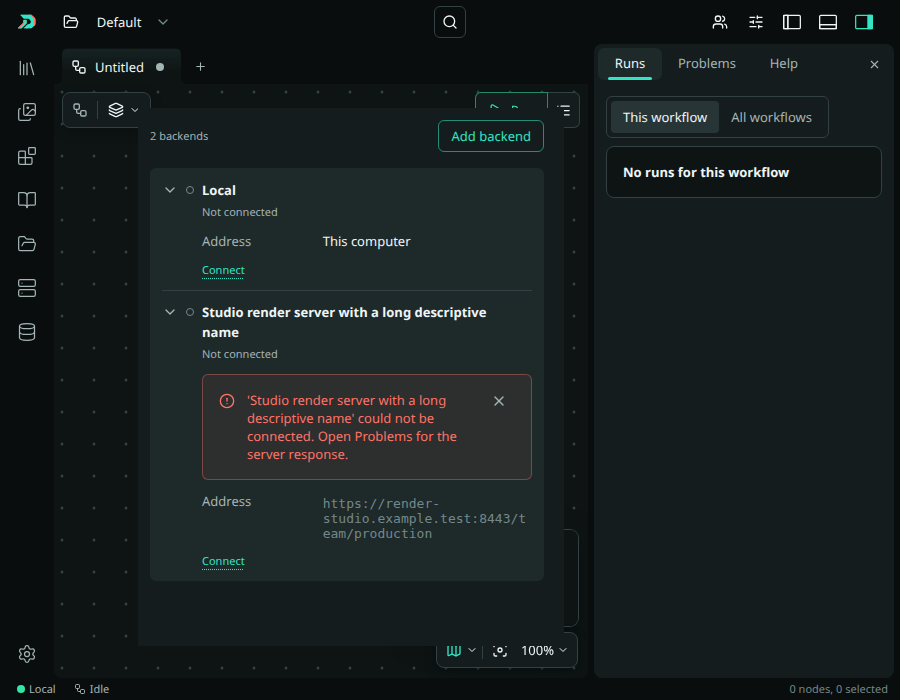 Default
Untitled
Runs
Problems
Help
This workflow
All workflows
No runs for this workflow
2 backends
Add backend
Local
Not connected
Address
This computer
Connect
Studio render server with a long descriptive
name
Not connected
'Studio render server with a long
descriptive name' could not be
connected. Open Problems for the
server response.
Address
https://render-
studio.example.test:8443/t
eam/production
Connect
100%
Local
Idle
0 nodes, 0 selected